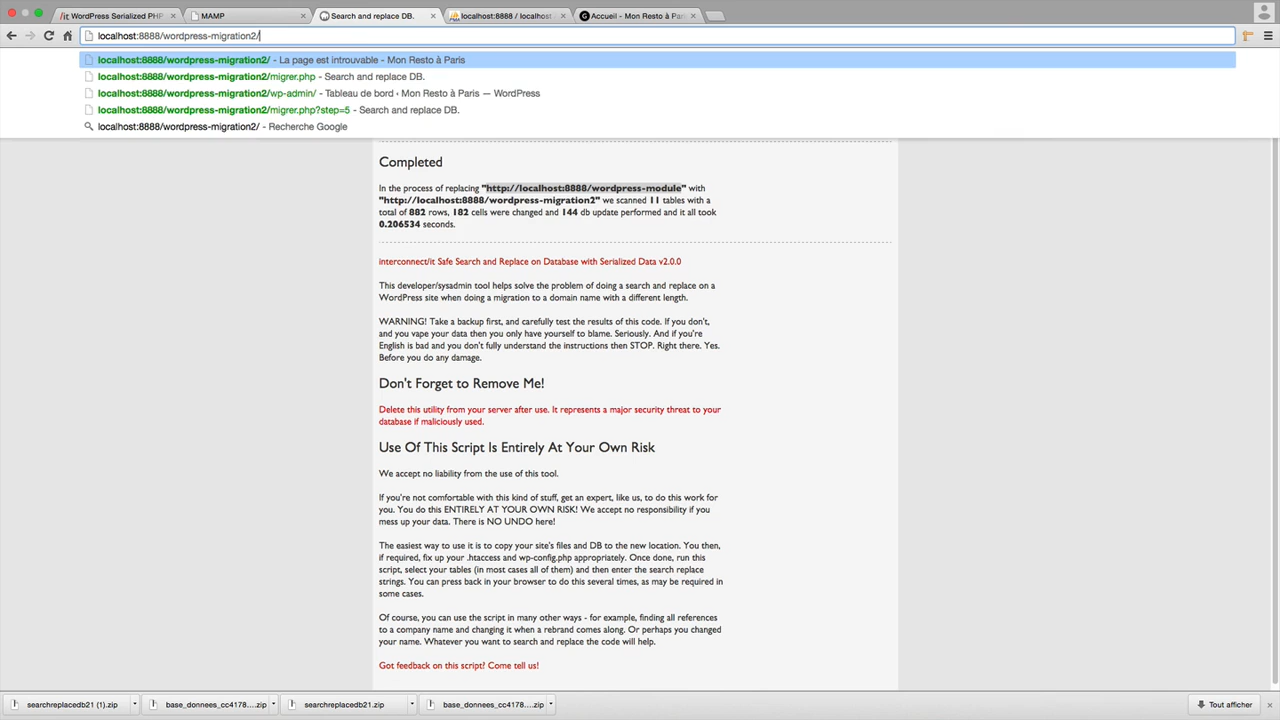 /it WordPress Serialized PHP
MAMP
Search and replace DB.
localhost:8888 / localhost
Accueil - Mon Resto à Paris
localhost:8888/wordpress-migration2/
localhost:8888/wordpress-migration2/ - La page est introuvable - Mon Resto à Paris
localhost:8888/wordpress-migration2/migrer.php - Search and replace DB.
localhost:8888/wordpress-migration2/wp-admin/ - Tableau de bord ‹ Mon Resto à Paris — WordPress
localhost:8888/wordpress-migration2/migrer.php?step=5 - Search and replace DB.
localhost:8888/wordpress-migration2/ - Recherche Google
Completed
In the process of replacing "http://localhost:8888/wordpress-module" with
"http://localhost:8888/wordpress-migration2" we scanned 11 tables with a
total of 882 rows, 182 cells were changed and 144 db update performed and it all took
0.206534 seconds.
interconnect/it Safe Search and Replace on Database with Serialized Data v2.0.0
This developer/sysadmin tool helps solve the problem of doing a search and replace on a
WordPress site when doing a migration to a domain name with a different length.
WARNING! Take a backup first, and carefully test the results of this code. If you don't,
and you vape your data then you only have yourself to blame. Seriously. And if you're
English is bad and you don't fully understand the instructions then STOP. Right there. Yes.
Before you do any damage.
Don't Forget to Remove Me!
Delete this utility from your server after use. It represents a major security threat to your
database if maliciously used.
Use Of This Script Is Entirely At Your Own Risk
We accept no liability from the use of this tool.
If you're not comfortable with this kind of stuff, get an expert, like us, to do this work for
you. You do this ENTIRELY AT YOUR OWN RISK! We accept no responsibility if you
mess up your data. There is NO UNDO here!
The easiest way to use it is to copy your site's files and DB to the new location. You then,
if required, fix up your .htaccess and wp-config.php appropriately. Once done, run this
script, select your tables (in most cases all of them) and then enter the search replace
strings. You can press back in your browser to do this several times, as may be required in
some cases.
Of course, you can use the script in many other ways - for example, finding all references
to a company name and changing it when a rebrand comes along. Or perhaps you changed
your name. Whatever you want to search and replace the code will help.
Got feedback on this script? Come tell us!
searchreplacedb21 (1).zip
base_donnees_cc4178....zip
searchreplacedb21.zip
base_donnees_cc4178....zip
Tout afficher